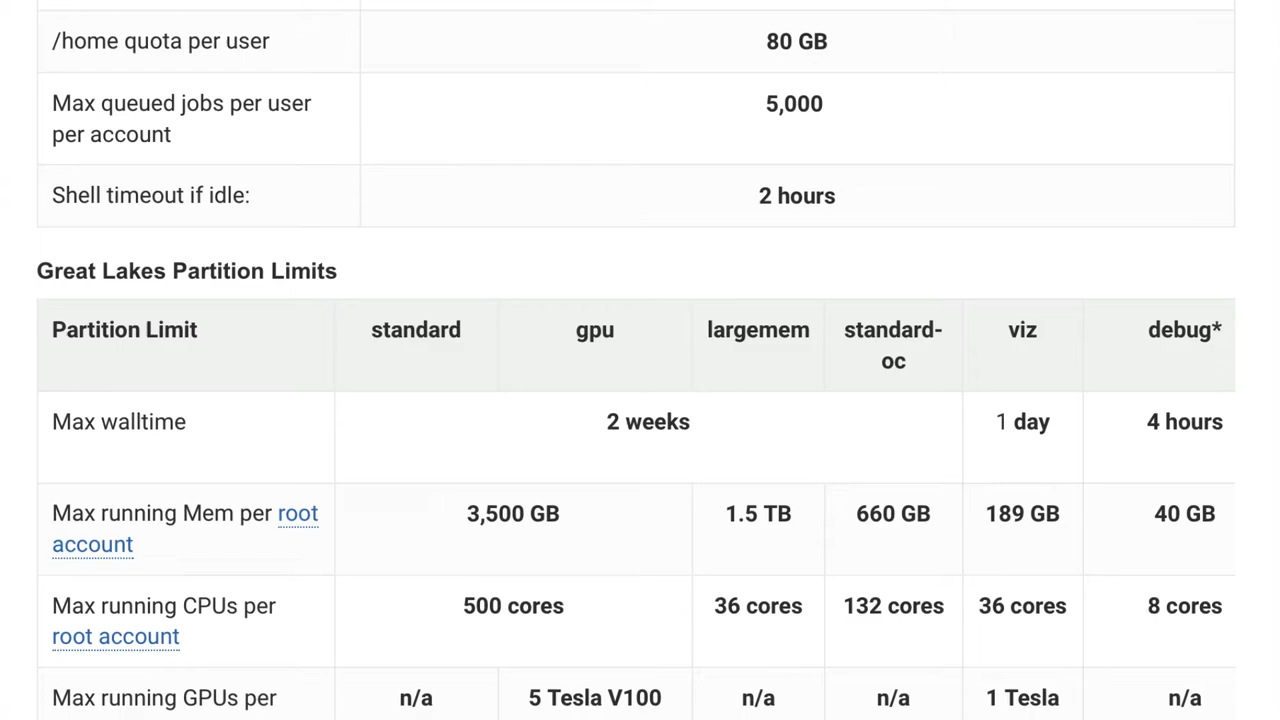 /home quota per user 80 GB
Max queued jobs per user 5,000
per account
Shell timeout if idle: 2 hours
Great Lakes Partition Limits
Partition Limit standard gpu largemem standard- viz debug*
oc
Max walltime 2 weeks 1 day 4 hours
Max running Mem per root 3,500 GB 1.5 TB 660 GB 189 GB 40 GB
account
Max running CPUs per 500 cores 36 cores 132 cores 36 cores 8 cores
root account
Max running GPUs per n/a 5 Tesla V100 n/a n/a 1 Tesla n/a